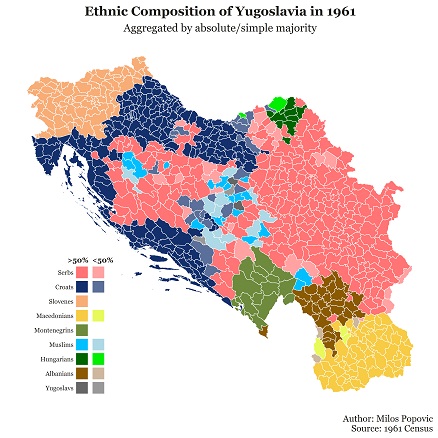 Ethnic Composition of Yugoslavia in 1961
Aggregated by absolute/simple majority
>50% <50%
Serbs
Croats
Slovenes
Macedonians
Montenegrins
Muslims
Hungarians
Albanians
Yugoslavs
Author: Milos Popovic
Source: 1961 Census